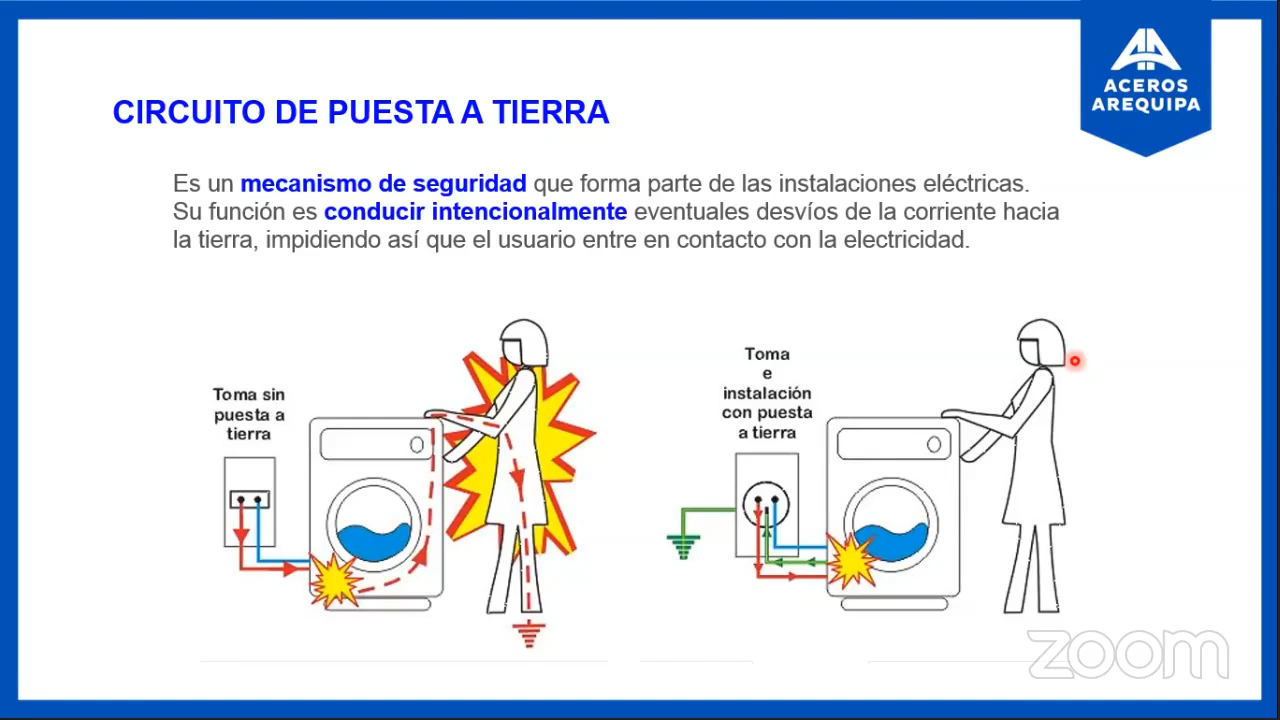 ACEROS
AREQUIPA
CIRCUITO DE PUESTA A TIERRA
Es un mecanismo de seguridad que forma parte de las instalaciones eléctricas.
Su función es conducir intencionalmente eventuales desvíos de la corriente hacia
la tierra, impidiendo así que el usuario entre en contacto con la electricidad.
Toma sin
puesta a
tierra
Toma
e
instalación
con puesta
a tierra
zoom